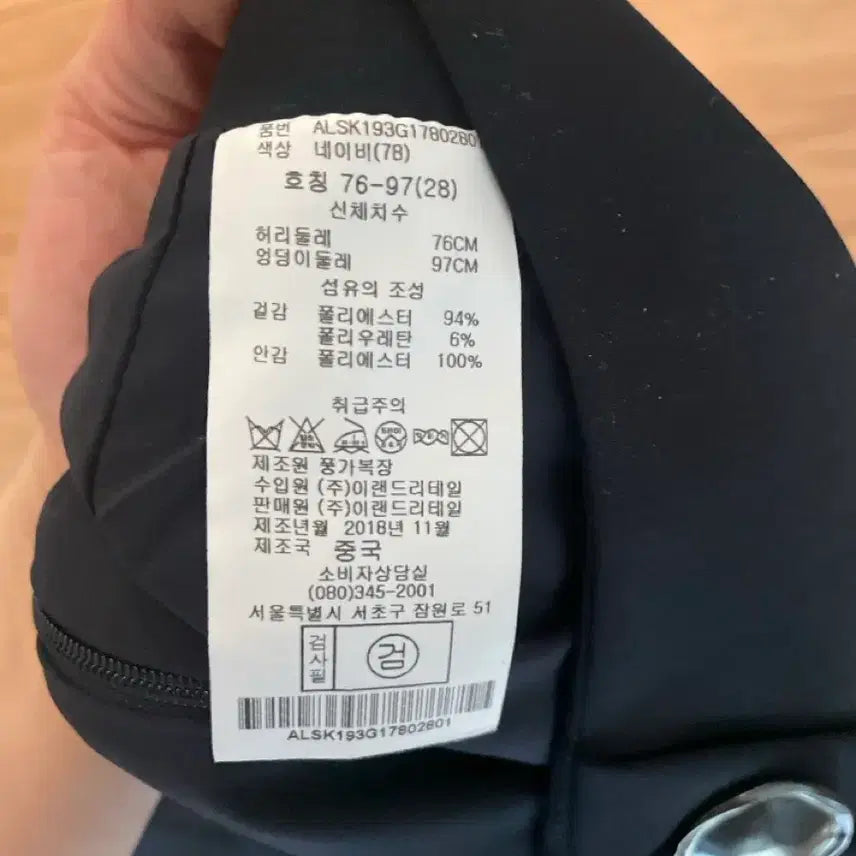 품번 ALSK193G17802801
색상 네이비(78)
호칭 76-97(28)
신체치수
허리둘레 76CM
엉덩이둘레 97CM
섬유의 조성
겉감 폴리에스터 94%
폴리우레탄 6%
안감 폴리에스터 100%
취급주의
제조원 풍가복장
수입원 (주)이랜드리테일
판매원 (주)이랜드리테일
제조년월 2018년 11월
제조국 중국
소비자상담실
(080)345-2001
서울특별시 서초구 잠원로 51
검사필 검
ALSK193G17802801